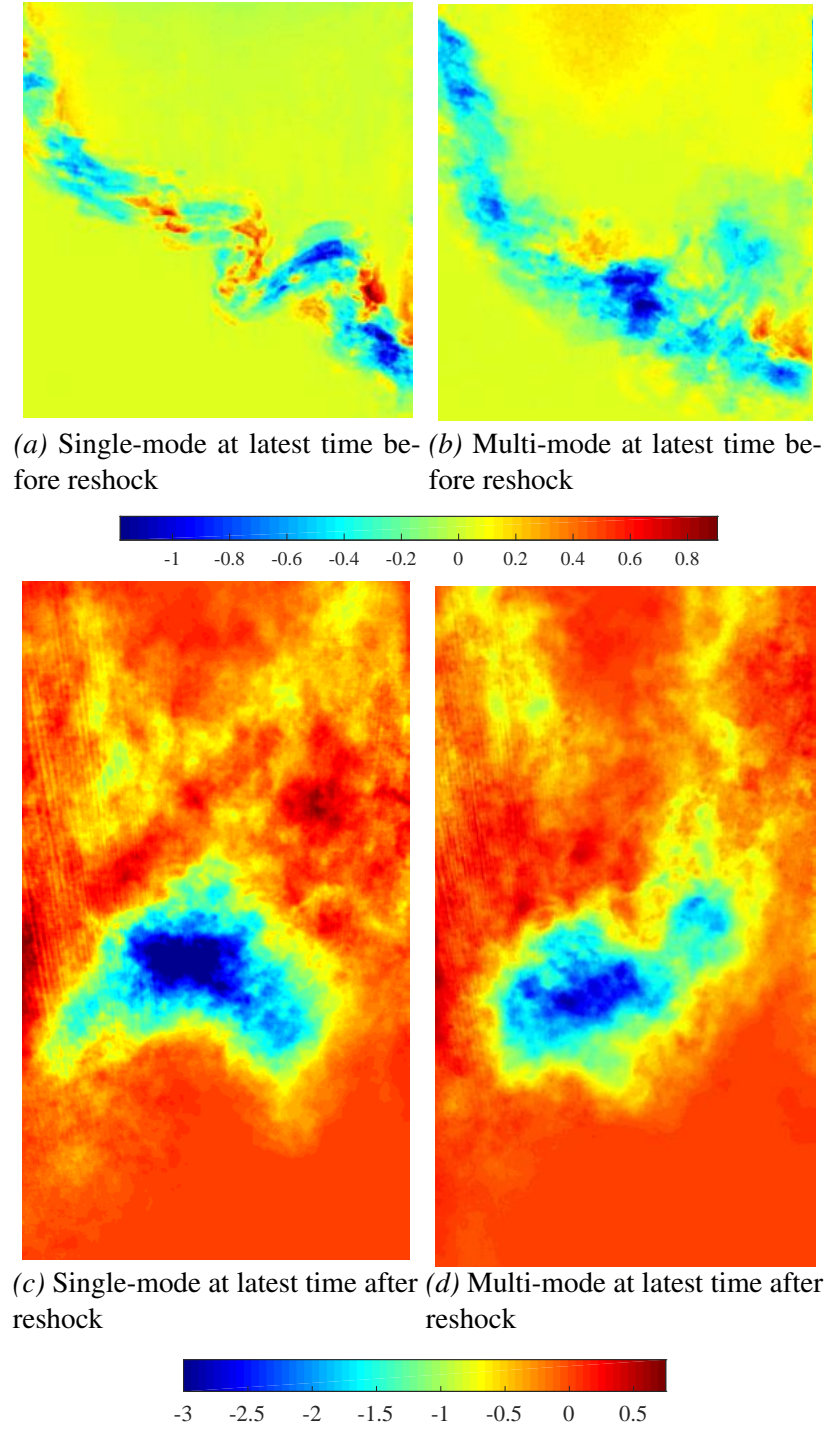 (a) Single-mode at latest time be-
fore reshock
(b) Multi-mode at latest time be-
fore reshock
-1 -0.8 -0.6 -0.4 -0.2 0 0.2 0.4 0.6 0.8
(c) Single-mode at latest time after
reshock
(d) Multi-mode at latest time after
reshock
-3 -2.5 -2 -1.5 -1 -0.5 0 0.5